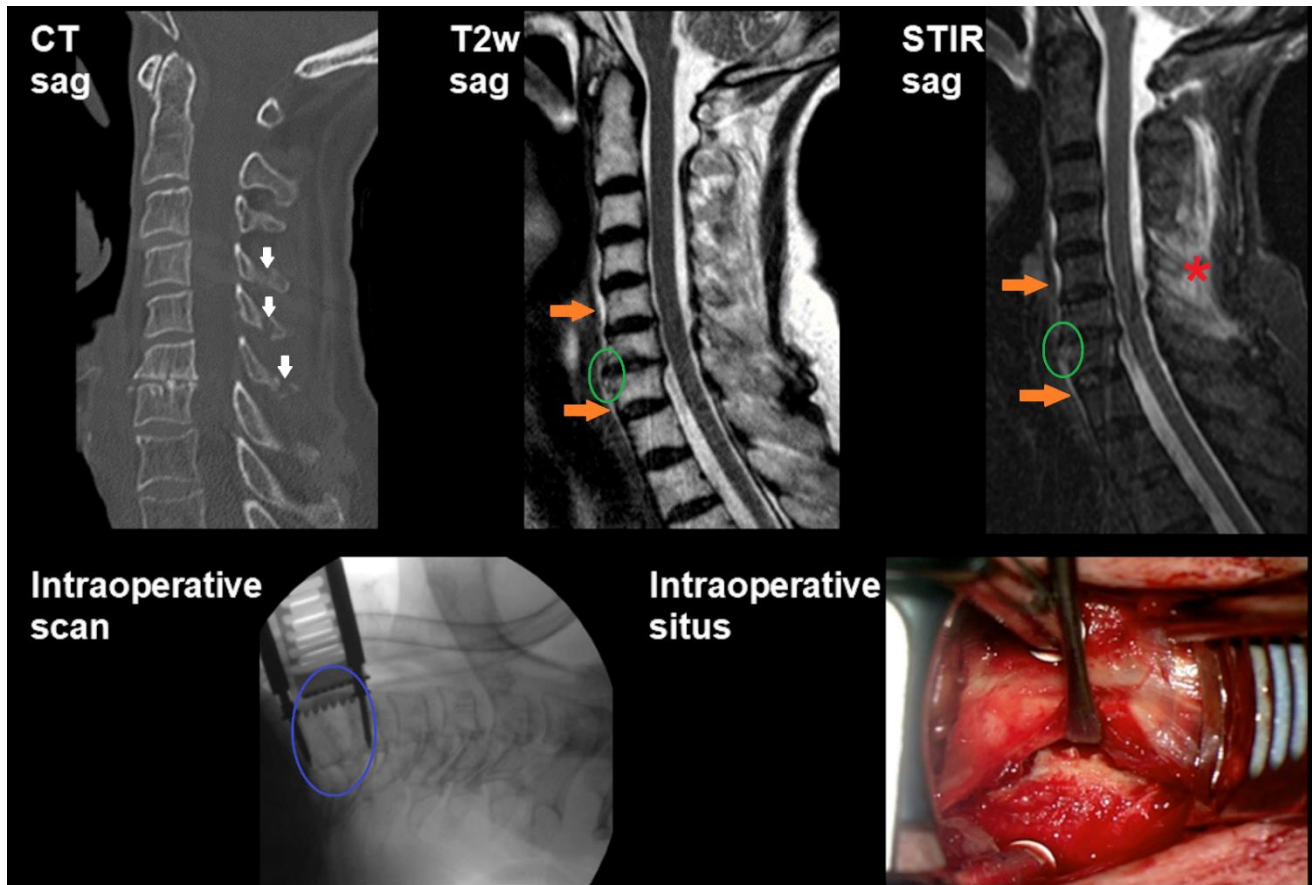 CT
sag
T2w
sag
STIR
sag
*
Intraoperative
scan
Intraoperative
situs